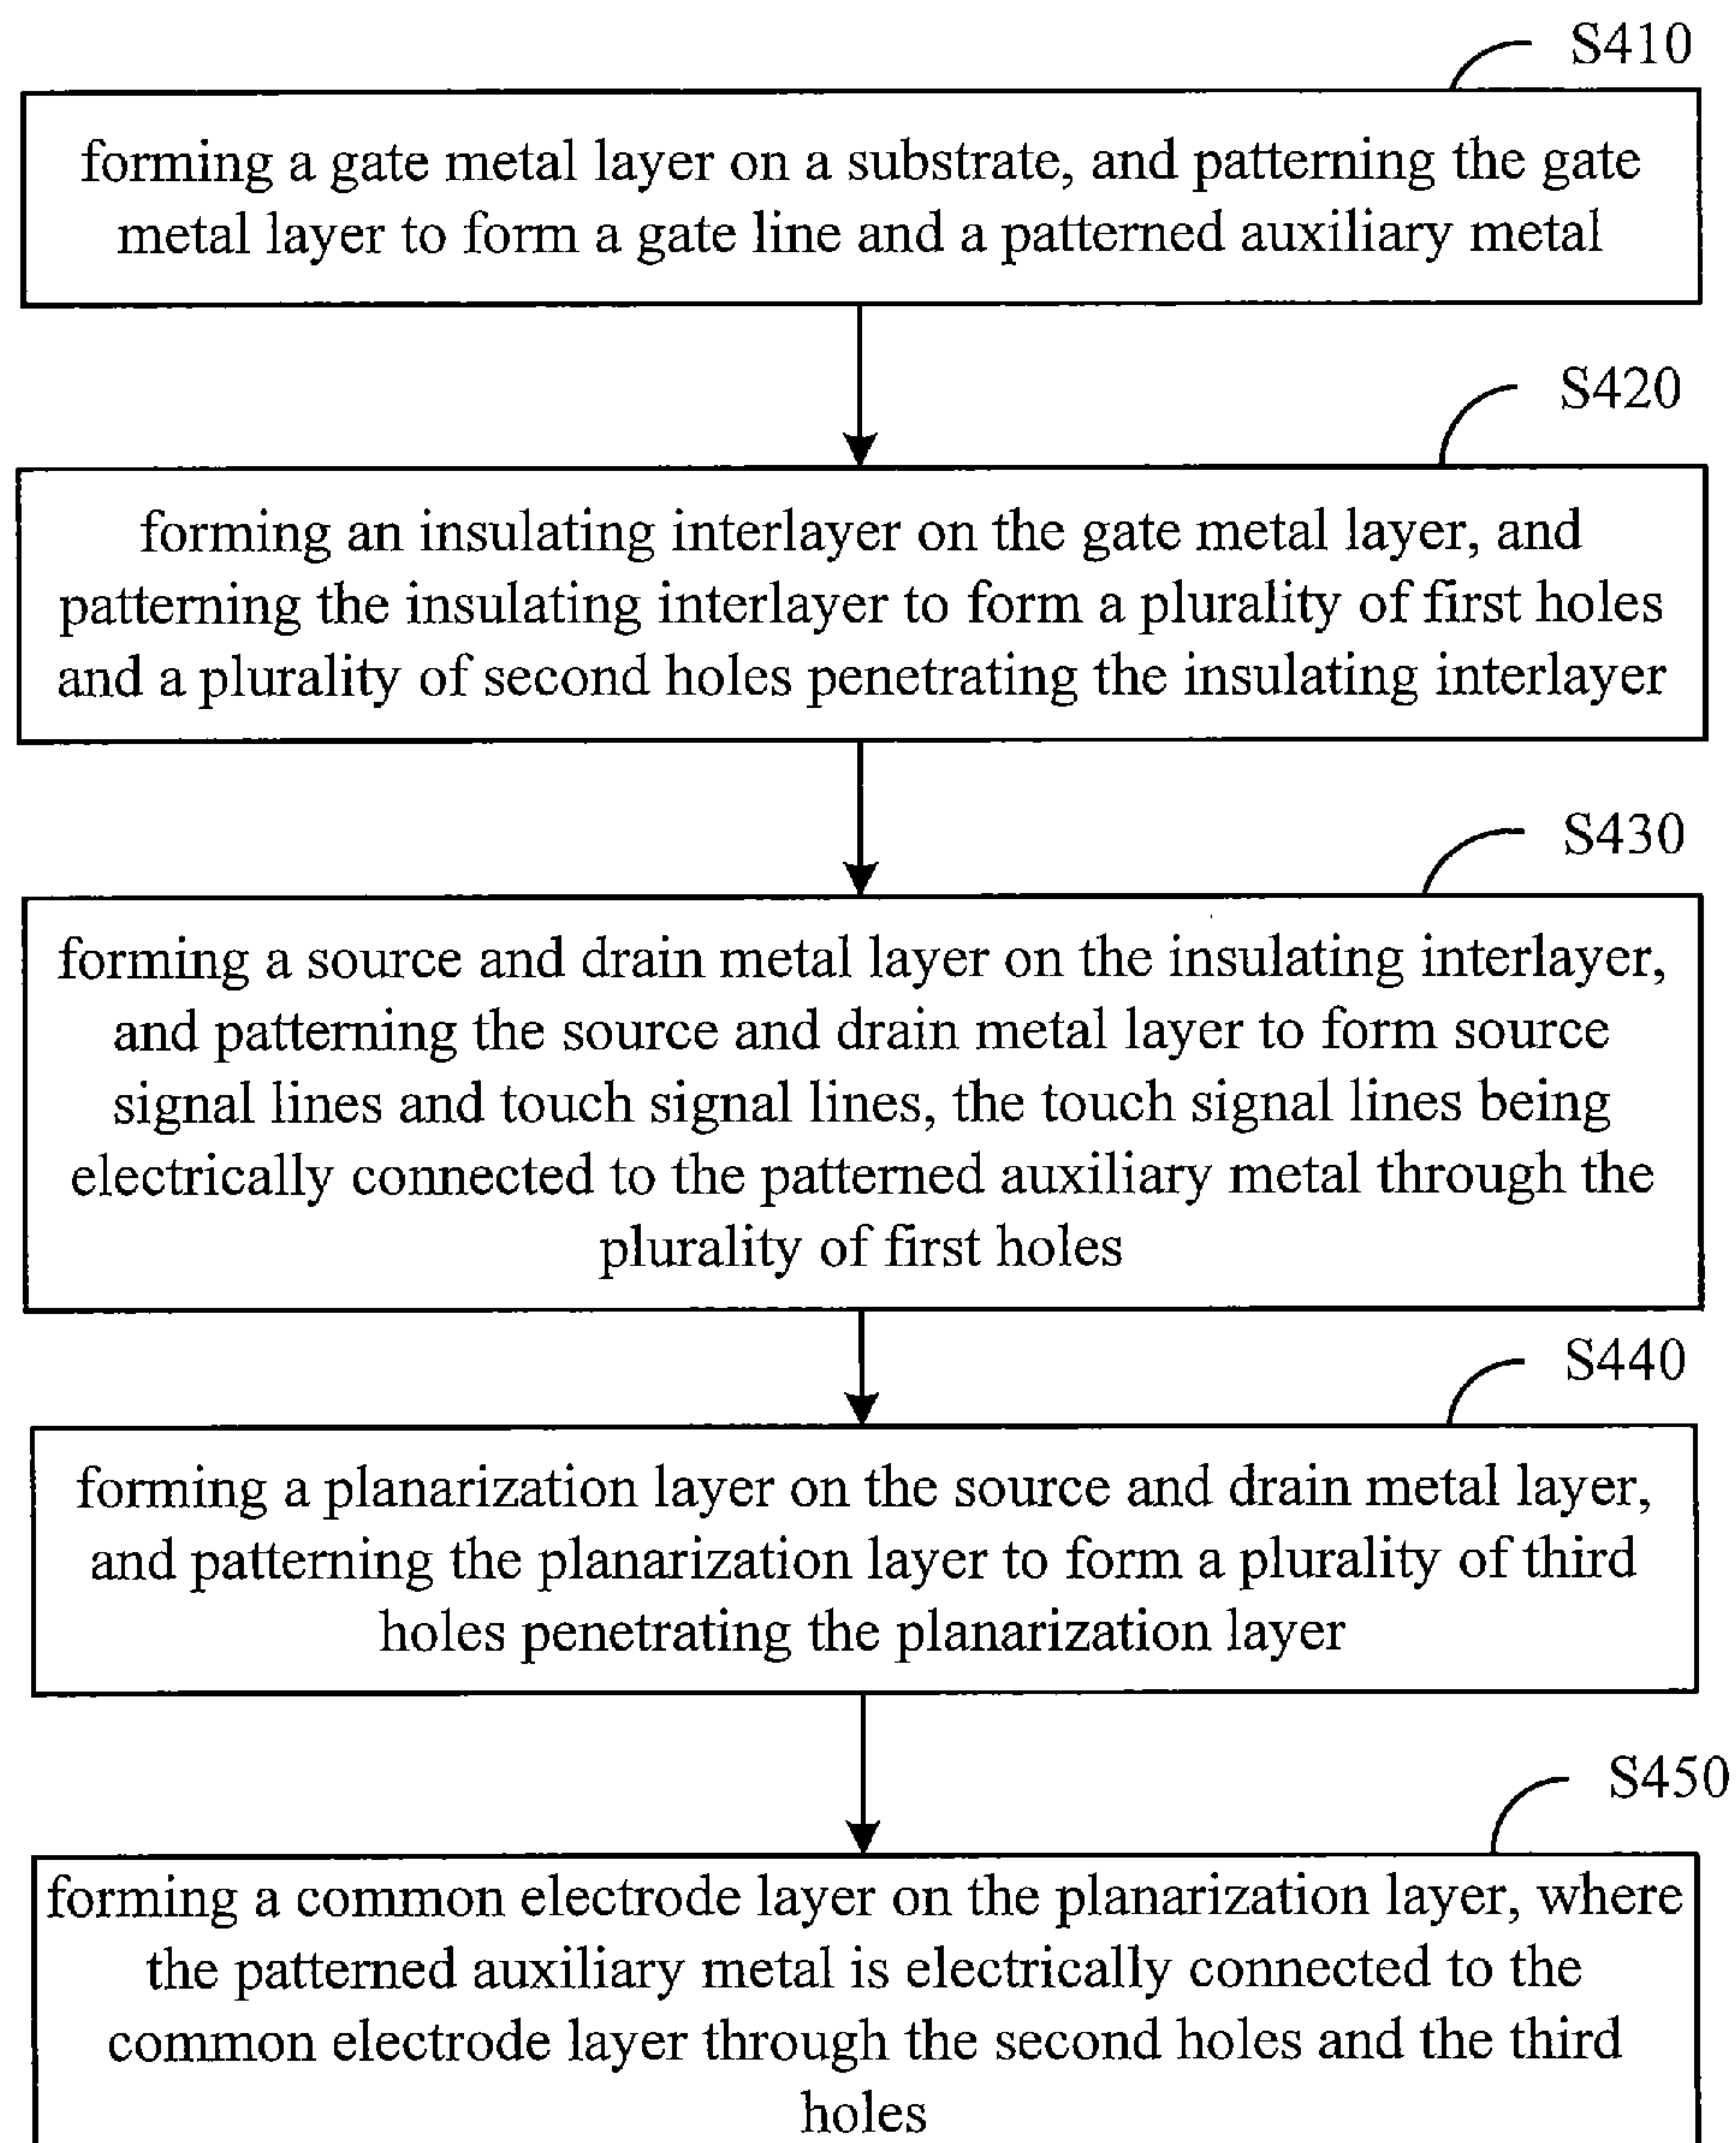 S410
forming a gate metal layer on a substrate, and patterning the gate
metal layer to form a gate line and a patterned auxiliary metal
S420
forming an insulating interlayer on the gate metal layer, and
patterning the insulating interlayer to form a plurality of first holes
and a plurality of second holes penetrating the insulating interlayer
S430
forming a source and drain metal layer on the insulating interlayer,
and patterning the source and drain metal layer to form source
signal lines and touch signal lines, the touch signal lines being
electrically connected to the patterned auxiliary metal through the
plurality of first holes
S440
forming a planarization layer on the source and drain metal layer,
and patterning the planarization layer to form a plurality of third
holes penetrating the planarization layer
S450
forming a common electrode layer on the planarization layer, where
the patterned auxiliary metal is electrically connected to the
common electrode layer through the second holes and the third
holes